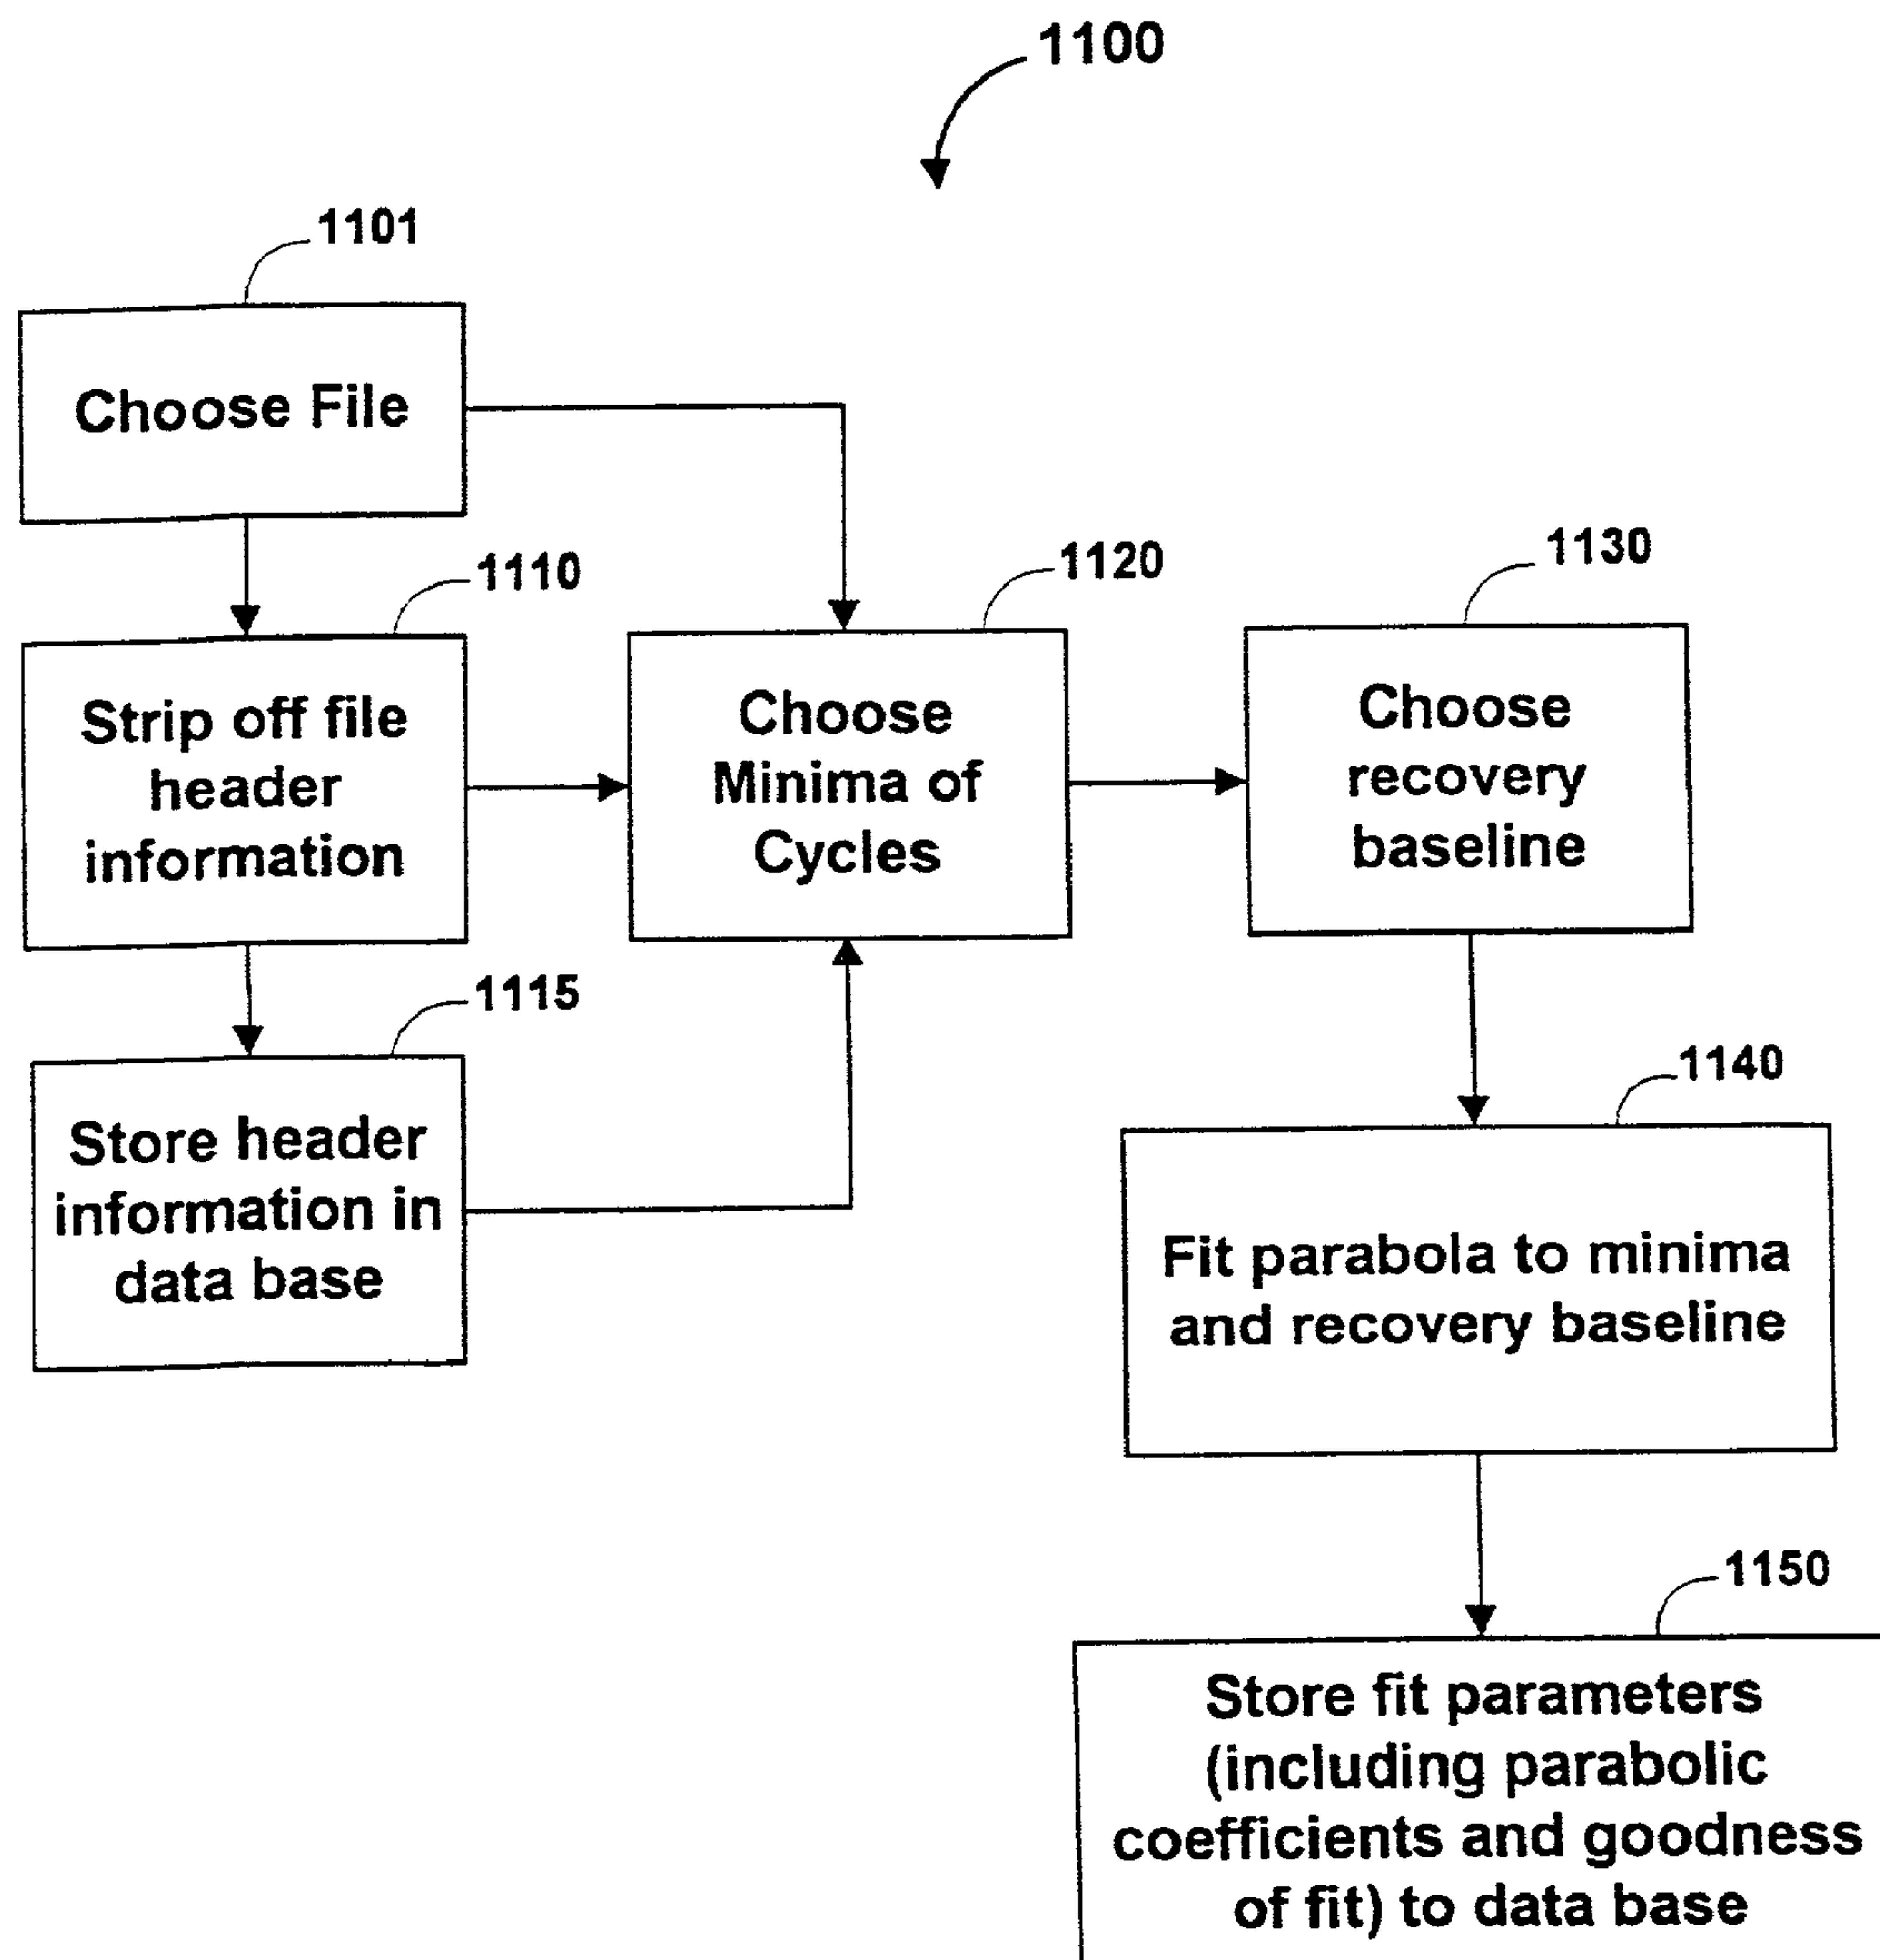 1100
1101
Choose File
1110
Strip off file
header
information
1120
Choose
Minima of
Cycles
1130
Choose
recovery
baseline
1115
Store header
information in
data base
1140
Fit parabola to minima
and recovery baseline
1150
Store fit parameters
(including parabolic
coefficients and goodness
of fit) to data base